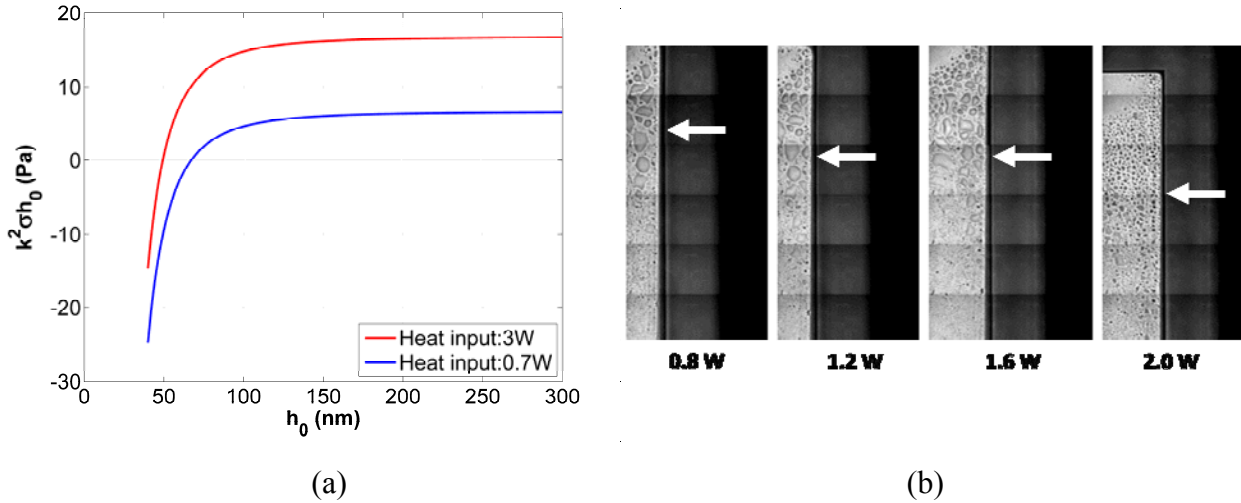 20
10
0
-10
-20
-30
k²σh₀ (Pa)
Heat input:3W
Heat input:0.7W
0 50 100 150 200 250 300
h₀ (nm)
0.8 W 1.2 W 1.6 W 2.0 W
(a) (b)